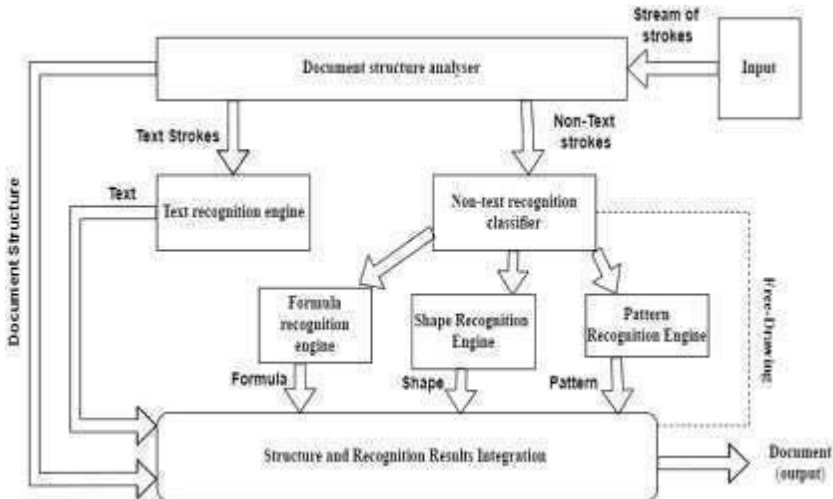 Stream of
strokes
Document structure analyser
Input
Text Strokes
Non-Text
strokes
Text
Text recognition engine
Non-text recognition
classifier
Document Structure
Formula
recognition
engine
Shape Recognition
Engine
Pattern
Recognition Engine
Free-Drawing
Formula
Shape
Pattern
Structure and Recognition Results Integration
Document
(output)